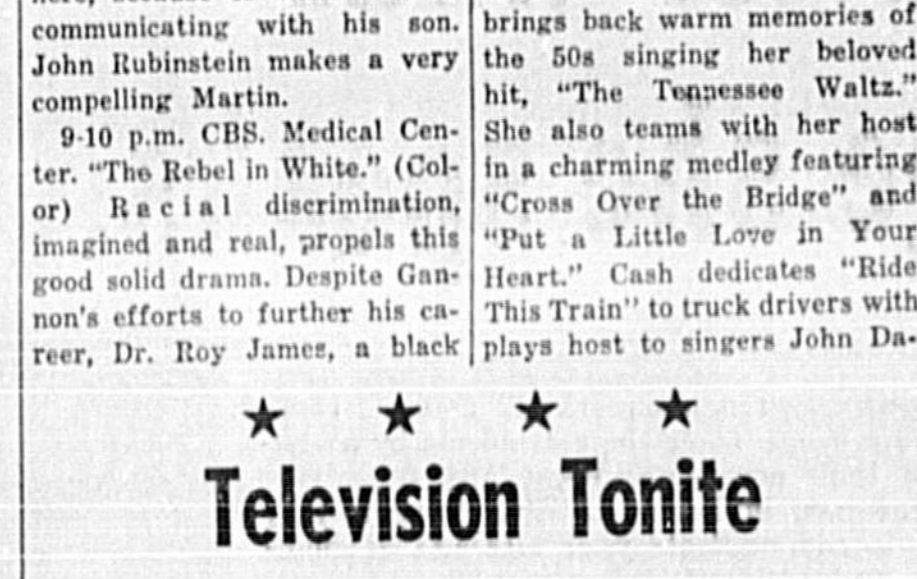 communicating with his son.
John Rubinstein makes a very
compelling Martin.
9-10 p.m. CBS. Medical Cen-
ter. "The Rebel in White." (Col-
or) Racial discrimination,
imagined and real, propels this
good solid drama. Despite Gan-
non's efforts to further his ca-
reer, Dr. Roy James, a black
brings back warm memories of
the 50s singing her beloved
hit, "The Tennessee Waltz."
She also teams with her host
in a charming medley featuring
"Cross Over the Bridge" and
"Put a Little Love in Your
Heart." Cash dedicates "Ride
This Train" to truck drivers with
plays host to singers John Da-
Television Tonite